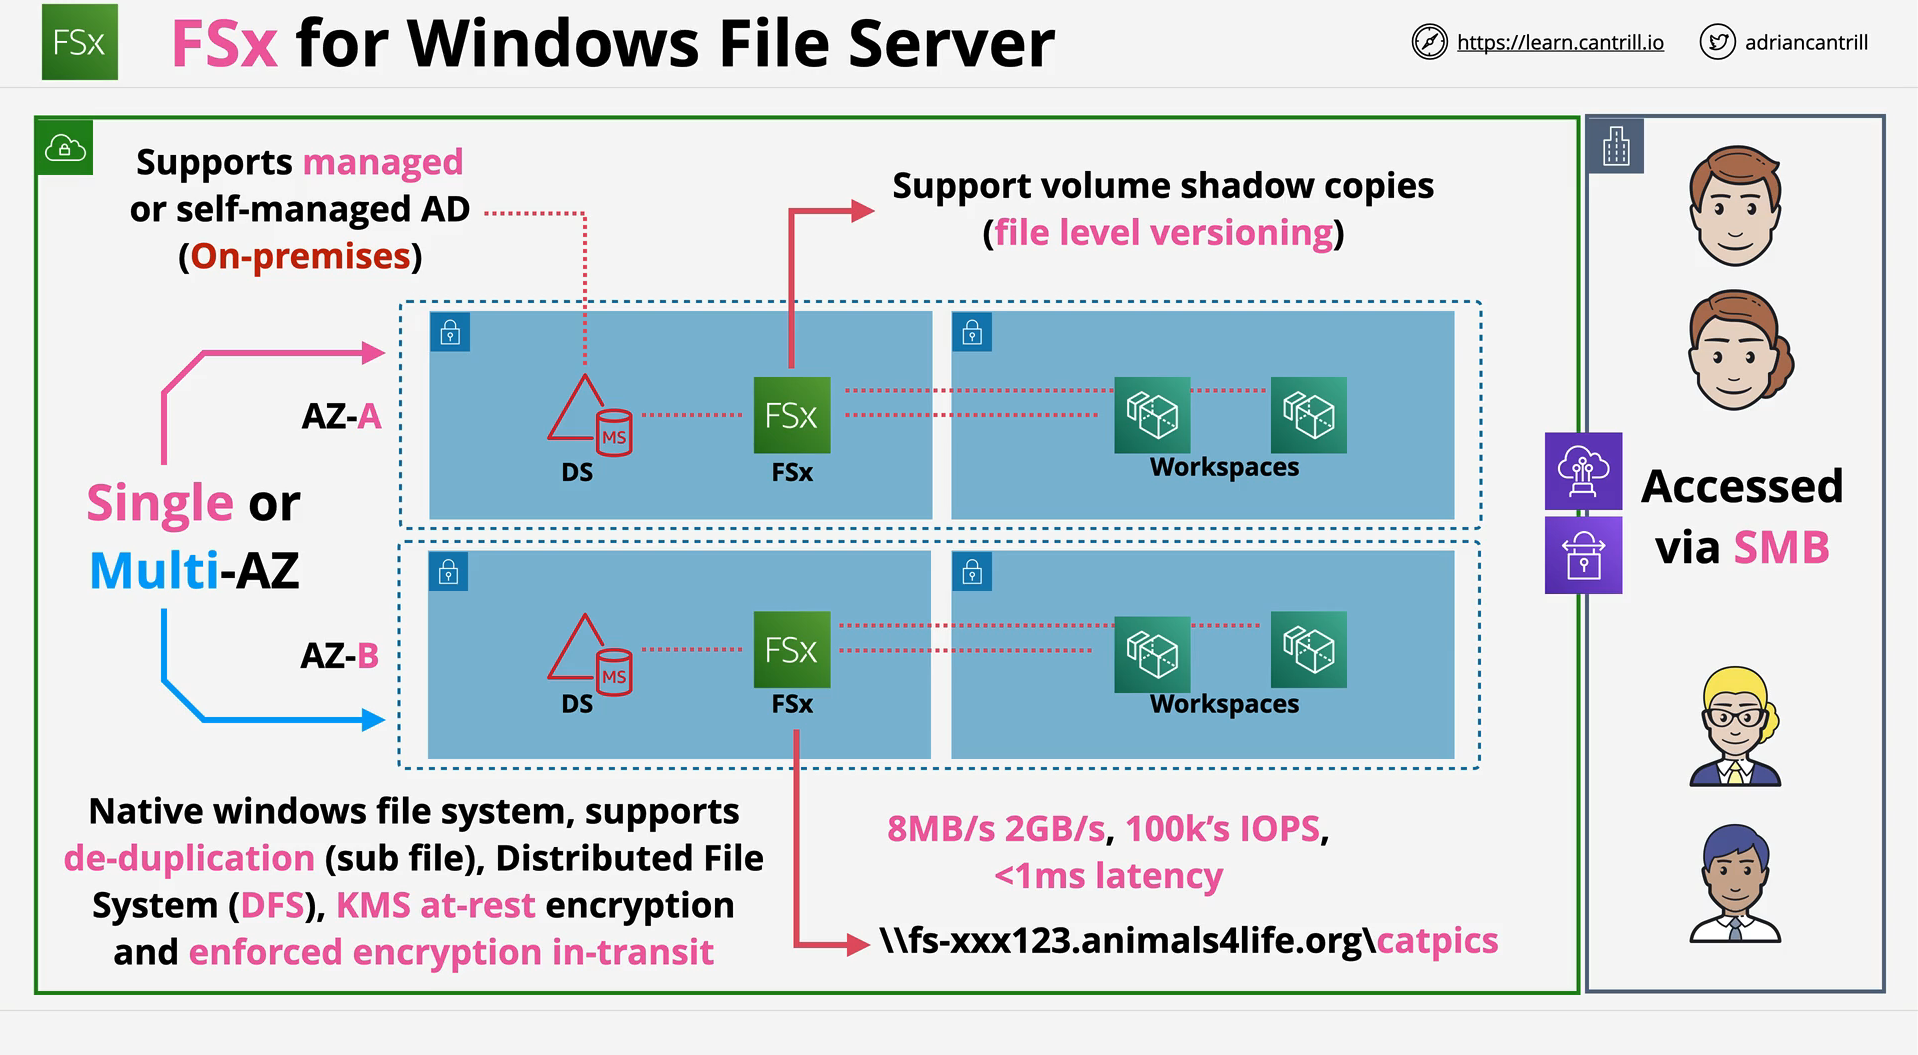 FSx
FSx for Windows File Server
https://learn.cantrill.io
adriancantrill
Supports managed
or self-managed AD
(On-premises)
Support volume shadow copies
(file level versioning)
AZ-A
MS
DS
FSx
FSx
Workspaces
Single or
Multi-AZ
Accessed
via SMB
AZ-B
MS
DS
FSx
FSx
Workspaces
Native windows file system, supports
de-duplication (sub file), Distributed File
System (DFS), KMS at-rest encryption
and enforced encryption in-transit
8MB/s 2GB/s, 100k’s IOPS,
<1ms latency
\\fs-xxx123.animals4life.org\catpics